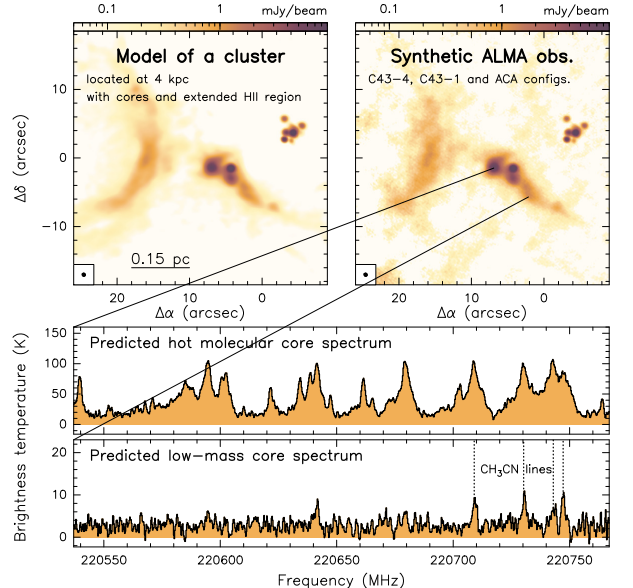 0.1 1 mJy/beam
0.1 1 mJy/beam
Model of a cluster
located at 4 kpc
with cores and extended HII region
Synthetic ALMA obs.
C43-4, C43-1 and ACA configs.
10
0
−10
Δδ (arcsec)
0.15 pc
20 10 0
Δα (arcsec)
20 10 0
Δα (arcsec)
150
100
50
0
Predicted hot molecular core spectrum
Brightness temperature (K)
20
10
0
Predicted low-mass core spectrum
CH₃CN lines
220550 220600 220650 220700 220750
Frequency (MHz)